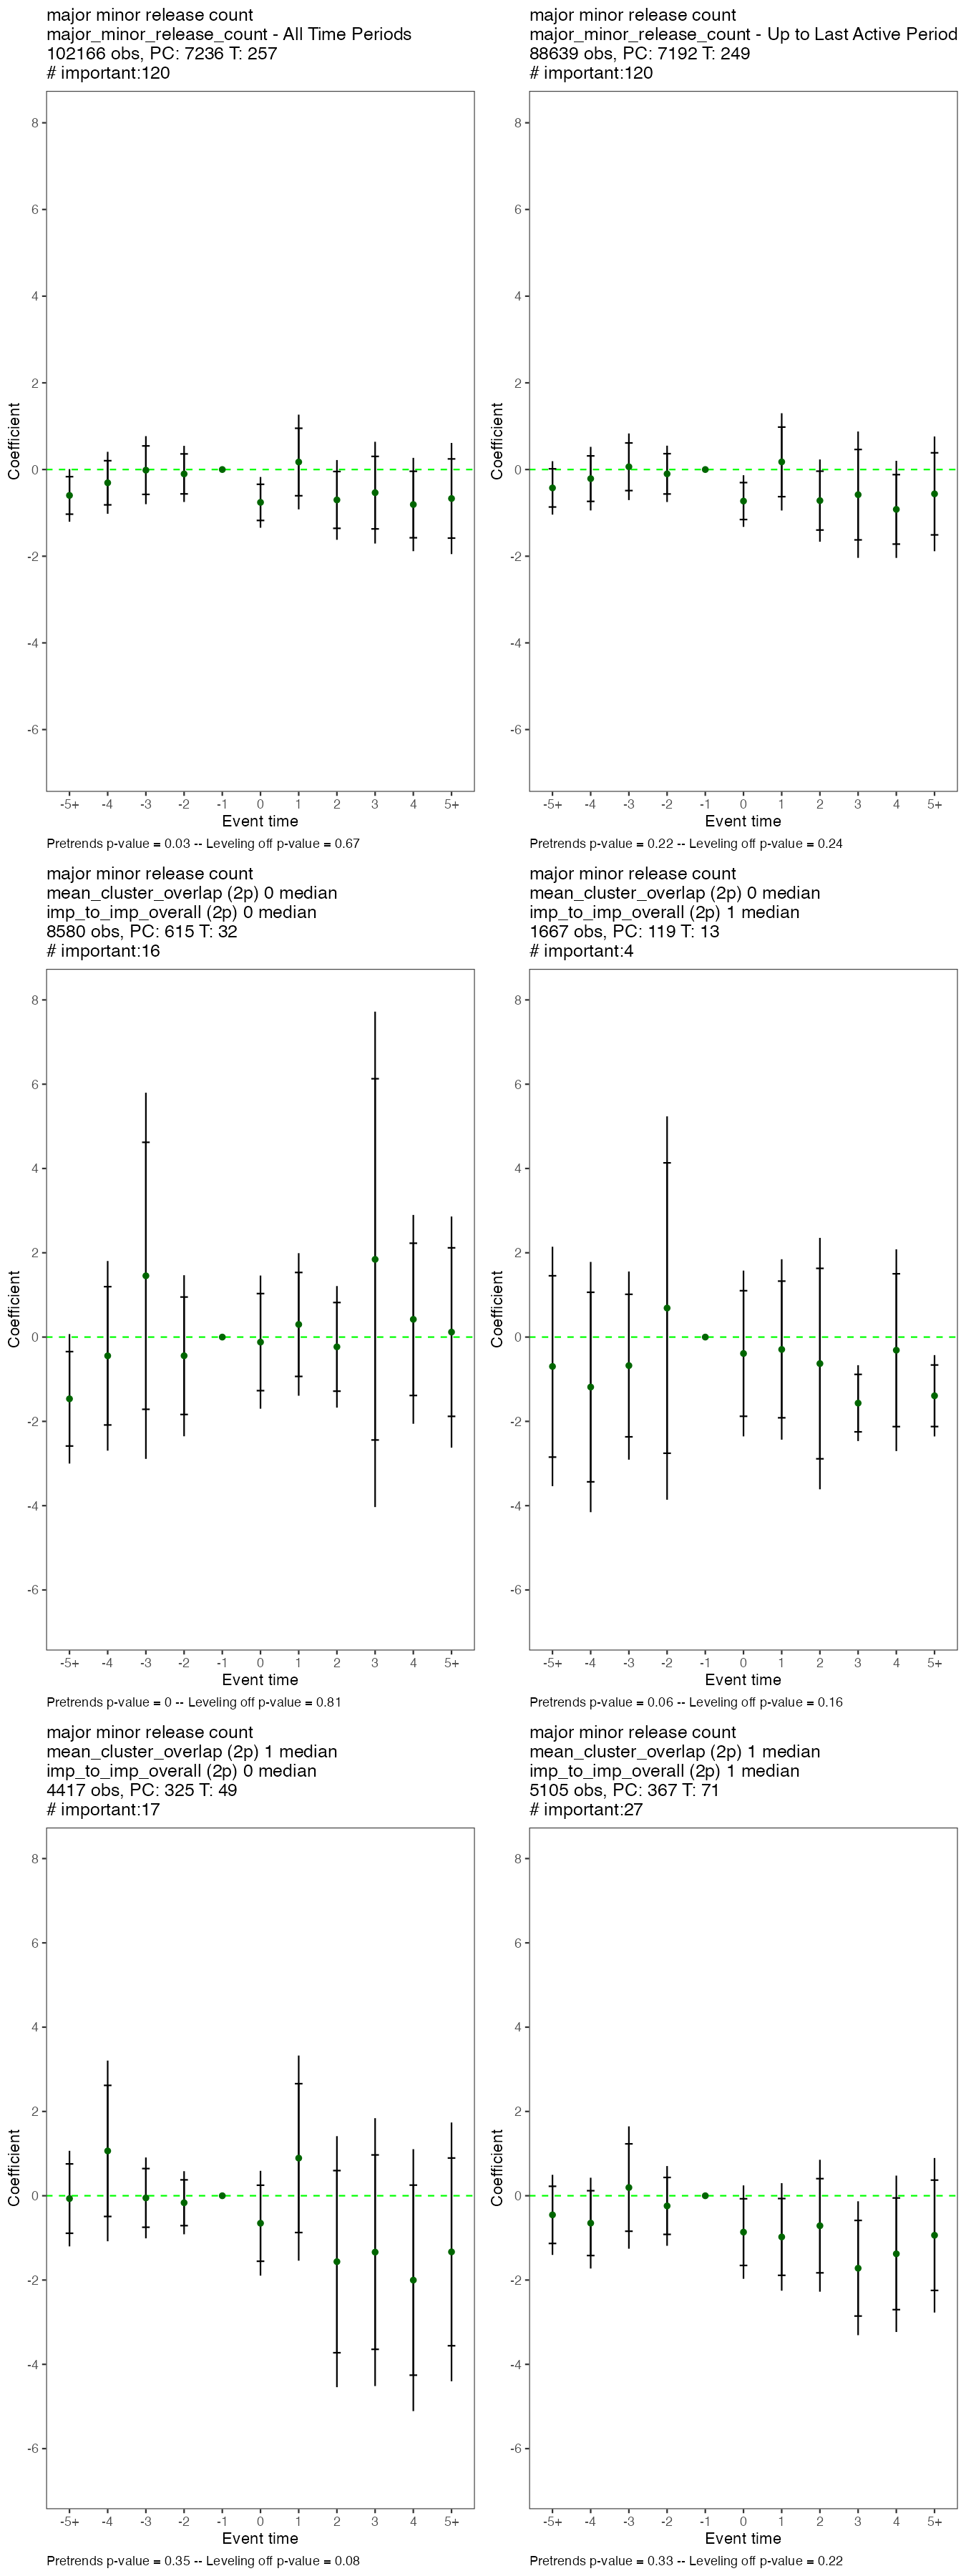 major minor release count
major_minor_release_count - All Time Periods
102166 obs, PC: 7236 T: 257
# important:120
8
6
4
2
0
-2
-4
-6
Coefficient
-5+ -4 -3 -2 -1 0 1 2 3 4 5+
Event time
Pretrends p-value = 0.03 -- Leveling off p-value = 0.67
major minor release count
major_minor_release_count - Up to Last Active Period
88639 obs, PC: 7192 T: 249
# important:120
8
6
4
2
0
-2
-4
-6
Coefficient
-5+ -4 -3 -2 -1 0 1 2 3 4 5+
Event time
Pretrends p-value = 0.22 -- Leveling off p-value = 0.24
major minor release count
mean_cluster_overlap (2p) 0 median
imp_to_imp_overall (2p) 0 median
8580 obs, PC: 615 T: 32
# important:16
8
6
4
2
0
-2
-4
-6
Coefficient
-5+ -4 -3 -2 -1 0 1 2 3 4 5+
Event time
Pretrends p-value = 0 -- Leveling off p-value = 0.81
major minor release count
mean_cluster_overlap (2p) 0 median
imp_to_imp_overall (2p) 1 median
1667 obs, PC: 119 T: 13
# important:4
8
6
4
2
0
-2
-4
-6
Coefficient
-5+ -4 -3 -2 -1 0 1 2 3 4 5+
Event time
Pretrends p-value = 0.06 -- Leveling off p-value = 0.16
major minor release count
mean_cluster_overlap (2p) 1 median
imp_to_imp_overall (2p) 0 median
4417 obs, PC: 325 T: 49
# important:17
8
6
4
2
0
-2
-4
-6
Coefficient
-5+ -4 -3 -2 -1 0 1 2 3 4 5+
Event time
Pretrends p-value = 0.35 -- Leveling off p-value = 0.08
major minor release count
mean_cluster_overlap (2p) 1 median
imp_to_imp_overall (2p) 1 median
5105 obs, PC: 367 T: 71
# important:27
8
6
4
2
0
-2
-4
-6
Coefficient
-5+ -4 -3 -2 -1 0 1 2 3 4 5+
Event time
Pretrends p-value = 0.33 -- Leveling off p-value = 0.22